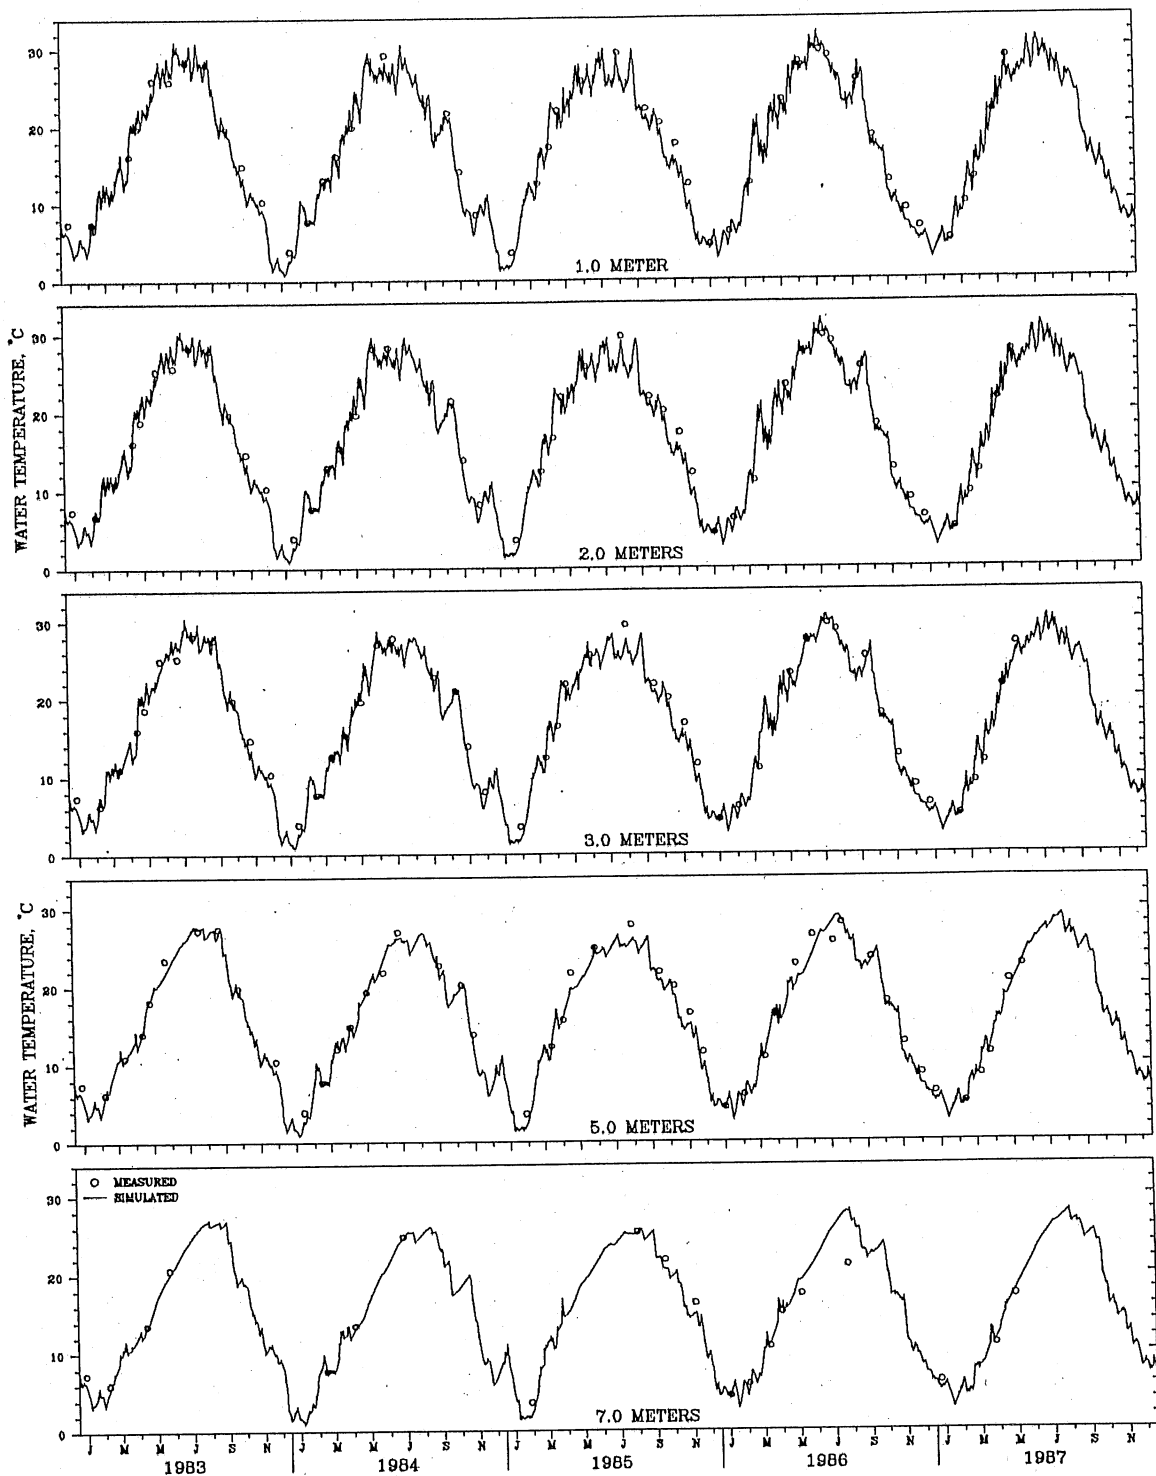 30
20
10
0
1.0 METER
30
20
10
0
2.0 METERS
WATER TEMPERATURE, °C
30
20
10
0
3.0 METERS
30
20
10
0
5.0 METERS
WATER TEMPERATURE, °C
MEASURED
SIMULATED
30
20
10
0
7.0 METERS
J M M J S N J M M J S N J M M J S N J M M J S N J M M J S N
1983 1984 1985 1986 1987